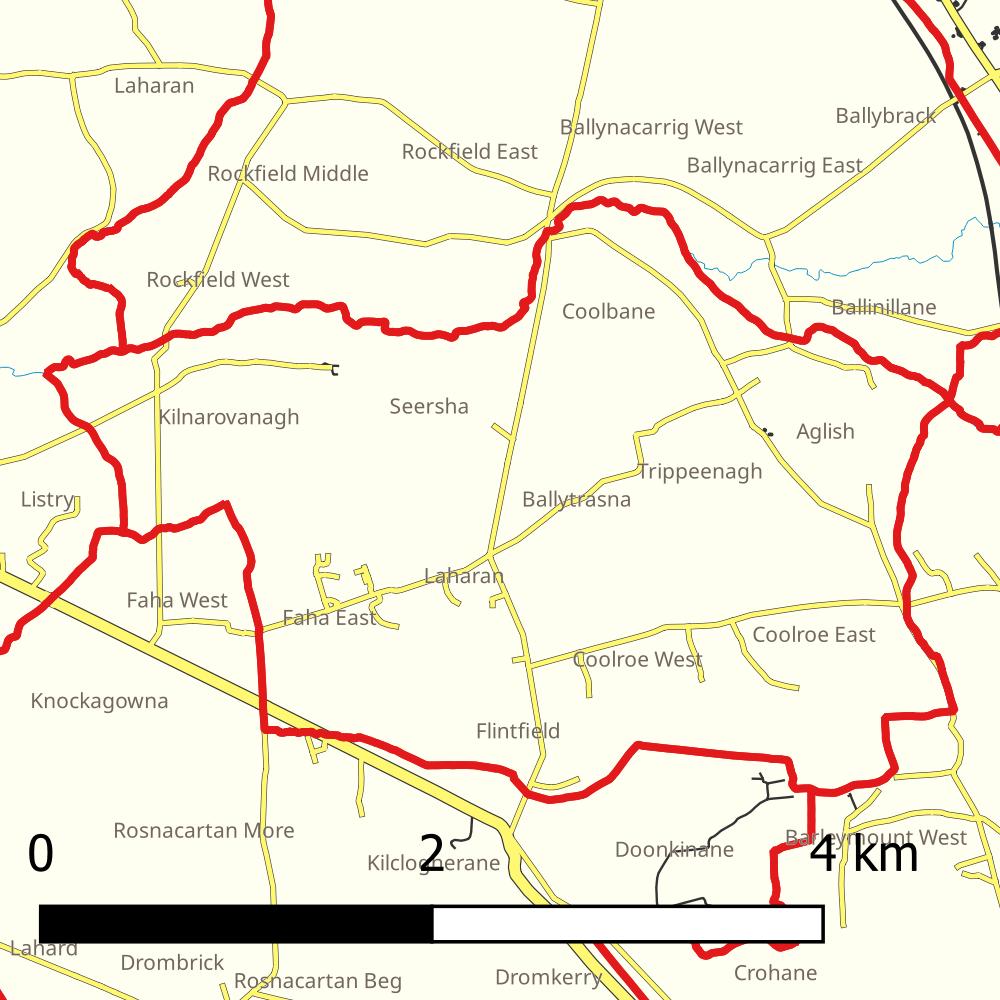 Laharan
Ballybrack
Ballynacarrig West
Rockfield East
Ballynacarrig East
Rockfield Middle
Rockfield West
Ballinillane
Coolbane
Seersha
Kilnarovanagh
Aglish
Trippeenagh
Listry
Ballytrasna
Laharan
Faha West
Faha East
Coolroe East
Coolroe West
Knockagowna
Flintfield
Rosnacartan More
Barleymount West
Doonkinane
Kilclogherane
0 2 4 km
Lahard
Drombrick
Crohane
Dromkerry
Rosnacartan Beg